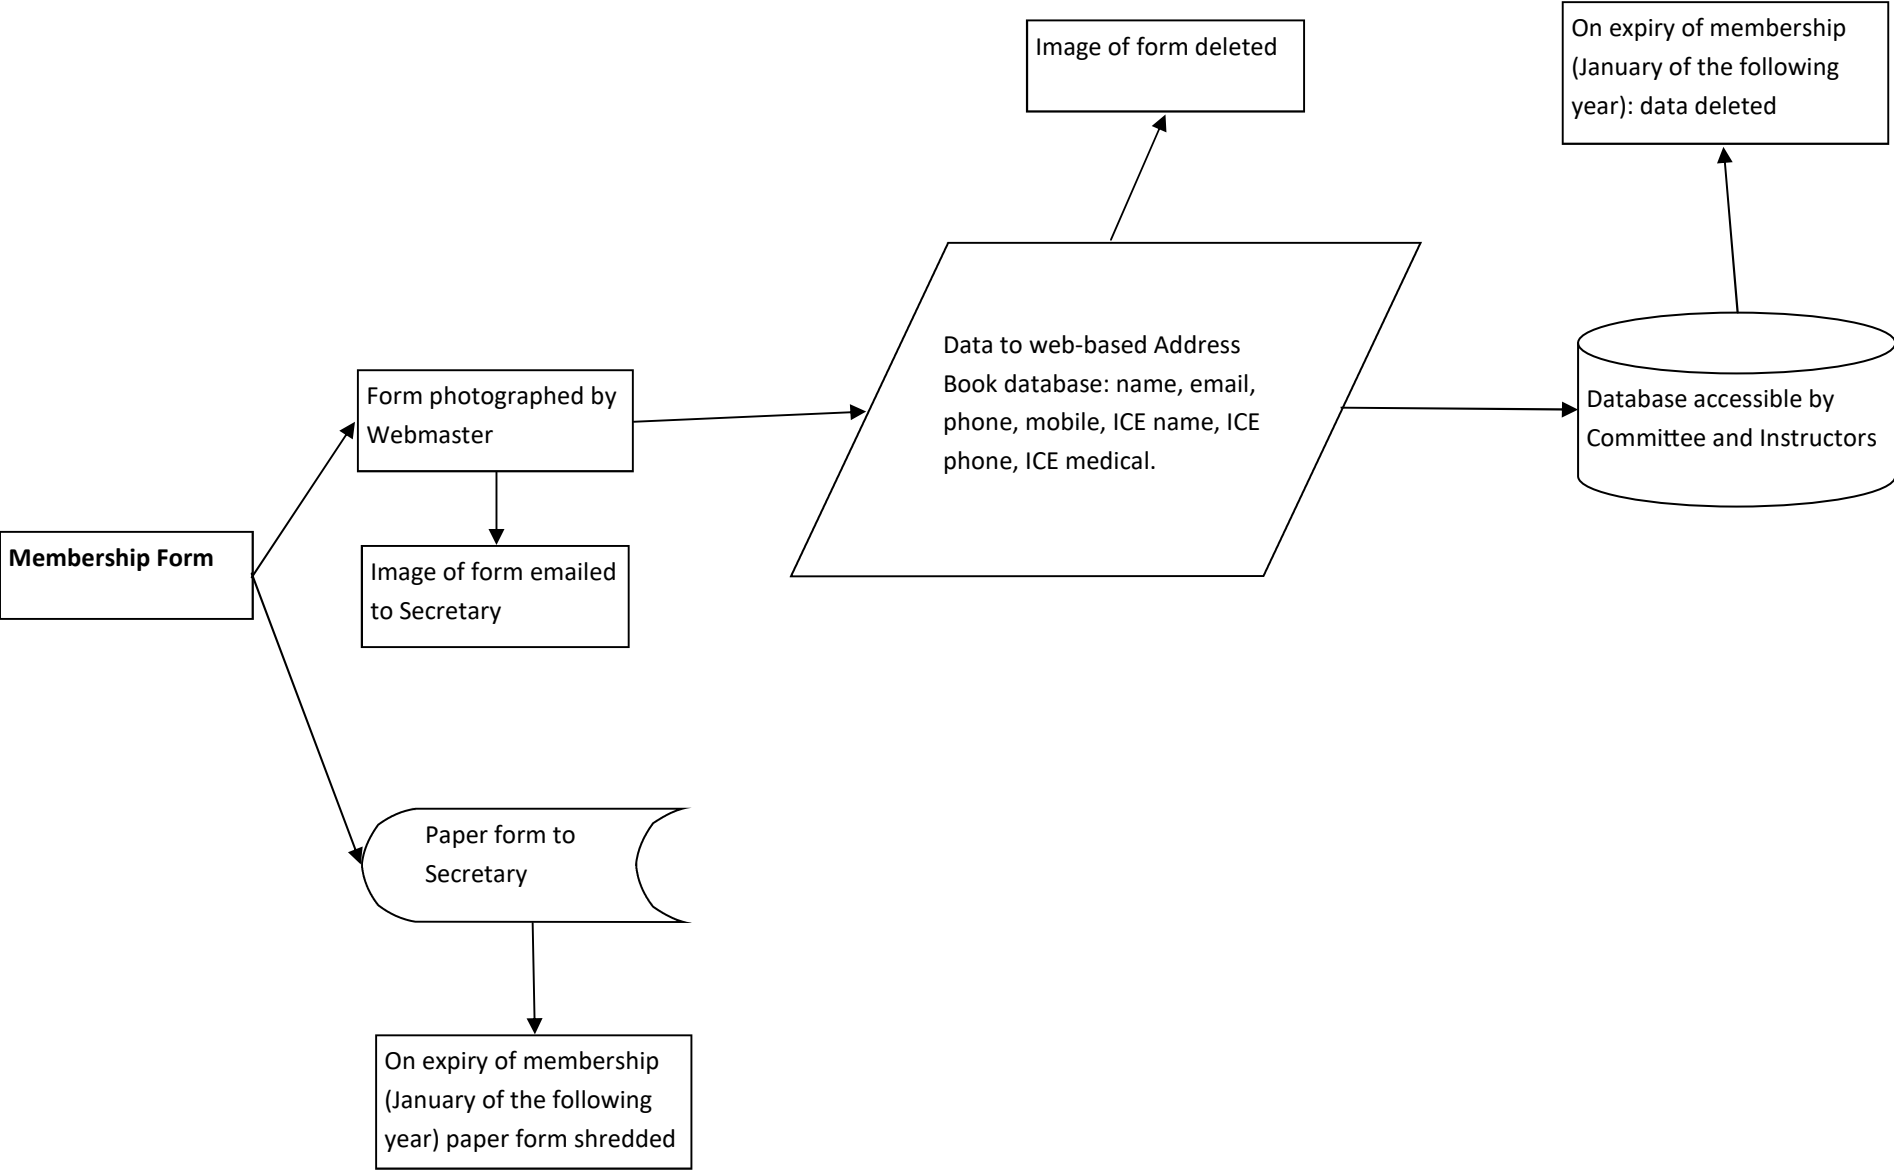 Image of form deleted
On expiry of membership
(January of the following
year): data deleted
Data to web-based Address
Book database: name, email,
phone, mobile, ICE name, ICE
phone, ICE medical.
Form photographed by
Webmaster
Database accessible by
Committee and Instructors
Membership Form
Image of form emailed
to Secretary
Paper form to
Secretary
On expiry of membership
(January of the following
year) paper form shredded